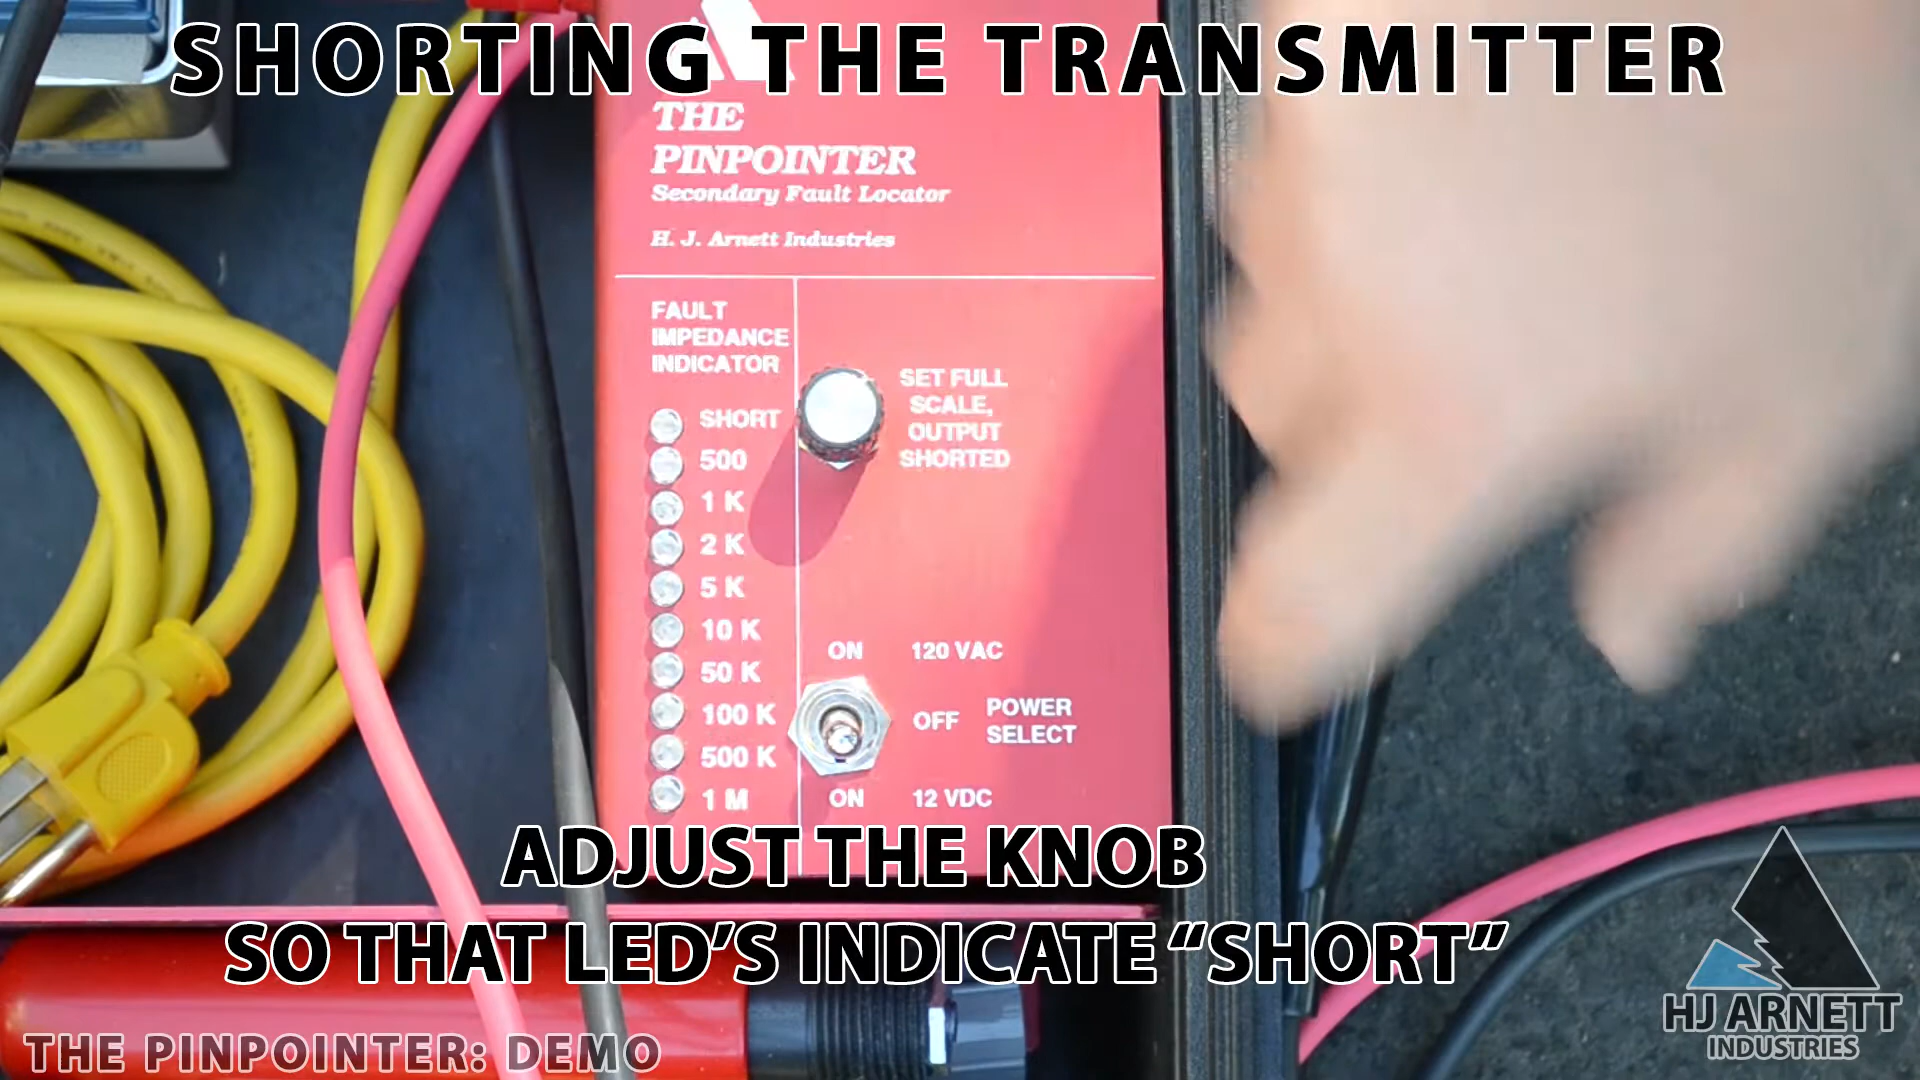 SHORTING THE TRANSMITTER
THE
PINPOINTER
Secondary Fault Locator
H. J. Arnett Industries
FAULT
IMPEDANCE
INDICATOR
SHORT
500
1 K
2 K
5 K
10 K
50 K
100 K
500 K
1 M
SET FULL
SCALE,
OUTPUT
SHORTED
ON 120 VAC
OFF POWER
SELECT
ON 12 VDC
ADJUST THE KNOB
SO THAT LED'S INDICATE “SHORT”
THE PINPOINTER: DEMO
HJ ARNETT
INDUSTRIES